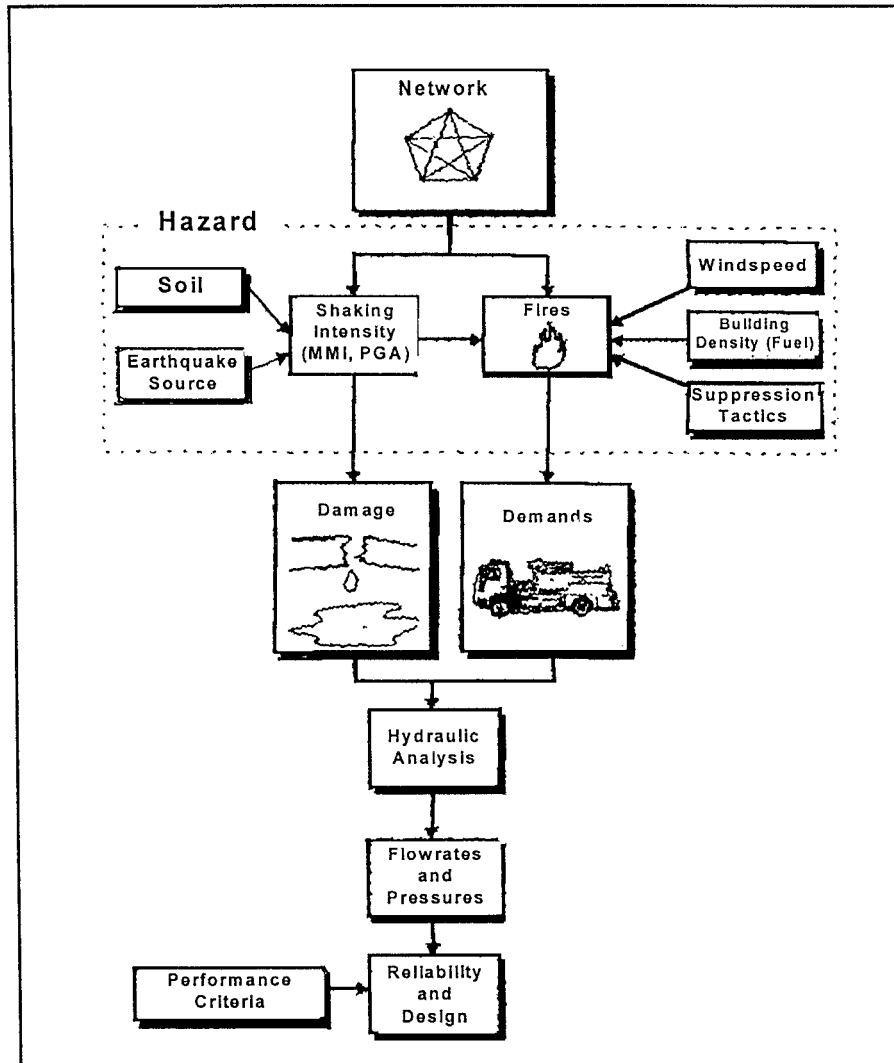 Network
Hazard
Soil
Earthquake
Source
Shaking
Intensity
(MMI, PGA)
Fires
Windspeed
Building
Density (Fuel)
Suppression
Tactics
Damage
Demands
Hydraulic
Analysis
Flowrates
and
Pressures
Performance
Criteria
Reliability
and
Design